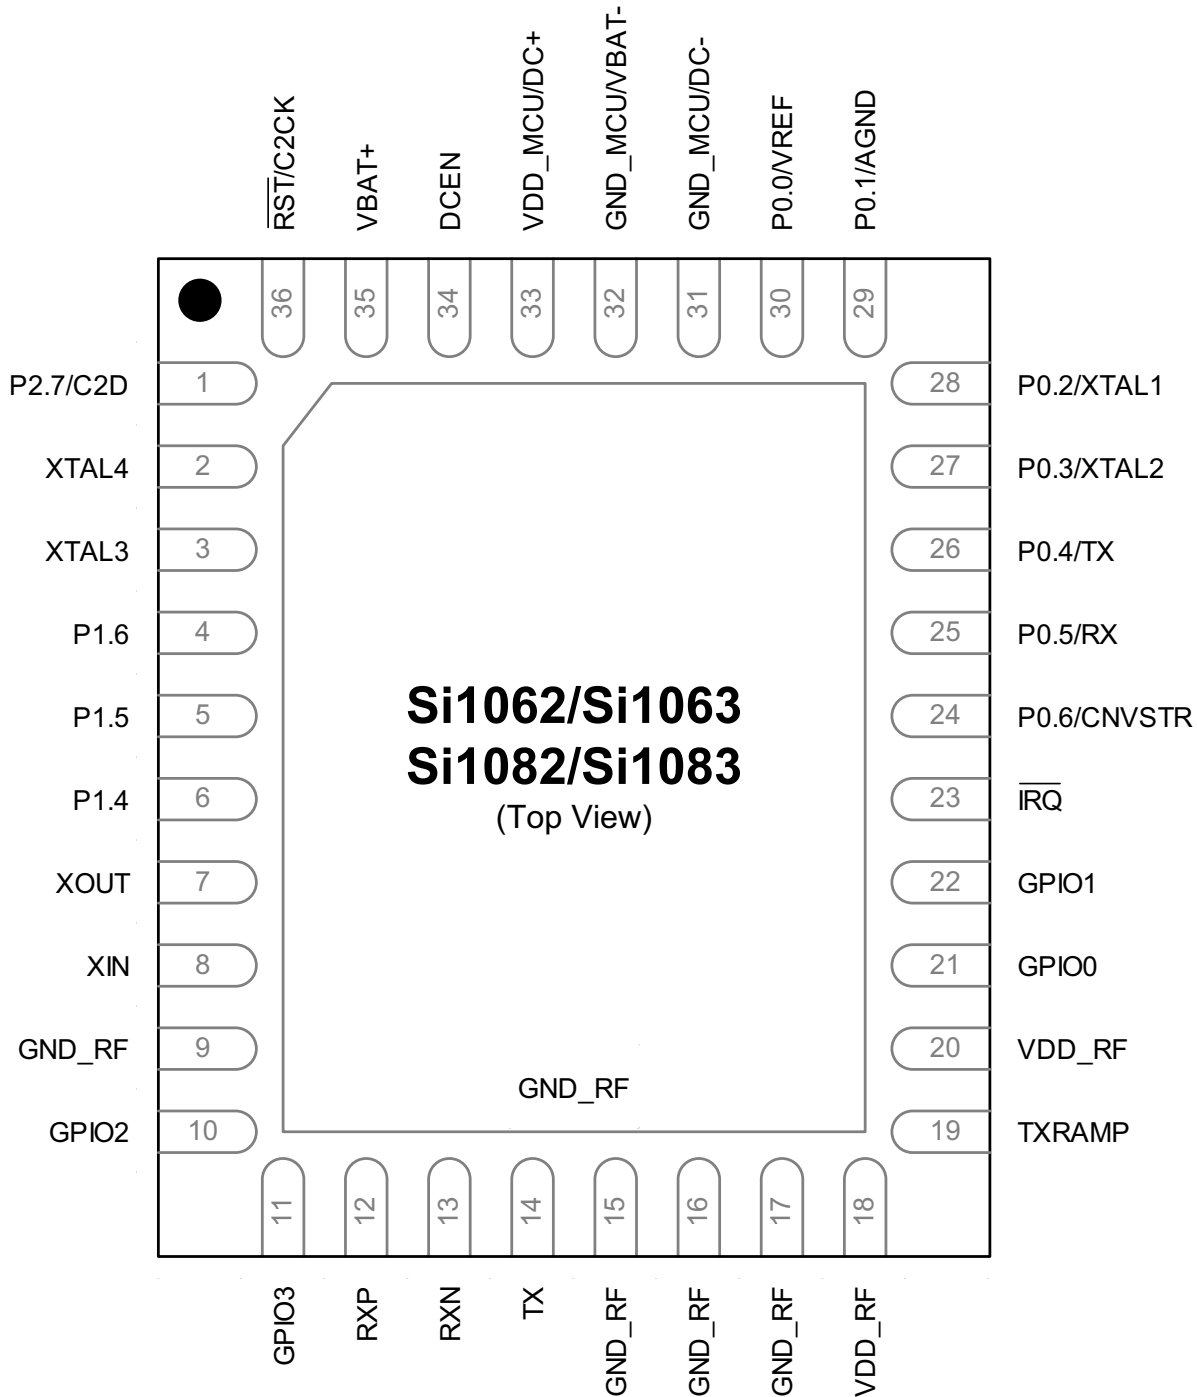 RST/C2CK
VBAT+
DCEN
VDD_MCU/DC+
GND_MCU/VBAT-
GND_MCU/DC-
P0.0/VREF
P0.1/AGND
36
35
34
33
32
31
30
29
P2.7/C2D
1
28
P0.2/XTAL1
XTAL4
2
27
P0.3/XTAL2
XTAL3
3
26
P0.4/TX
P1.6
4
25
P0.5/RX
P1.5
5
24
P0.6/CNVSTR
P1.4
6
23
IRQ
XOUT
7
22
GPIO1
XIN
8
21
GPIO0
GND_RF
9
20
VDD_RF
GPIO2
10
19
TXRAMP
Si1062/Si1063
Si1082/Si1083
(Top View)
GND_RF
11
12
13
14
15
16
17
18
GPIO3
RXP
RXN
TX
GND_RF
GND_RF
GND_RF
VDD_RF